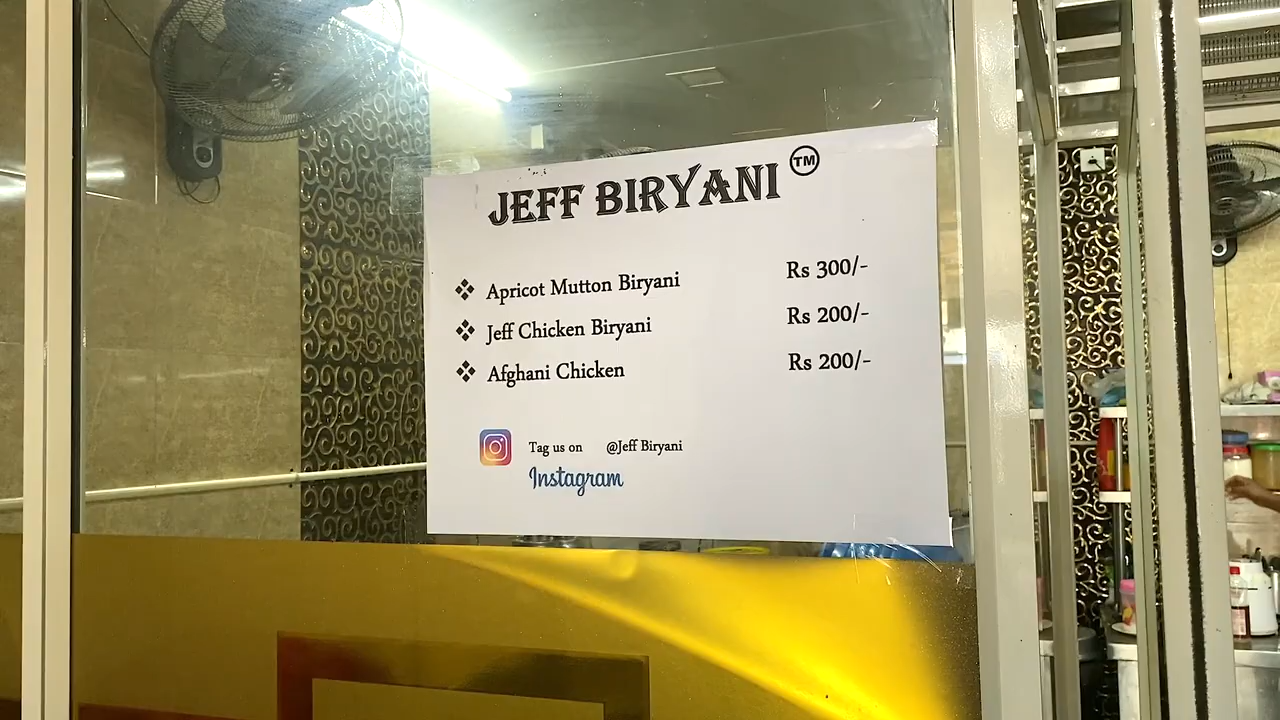 JEFF BIRYANI TM
❖ Apricot Mutton Biryani Rs 300/-
❖ Jeff Chicken Biryani Rs 200/-
❖ Afghani Chicken Rs 200/-
Tag us on @Jeff Biryani
Instagram